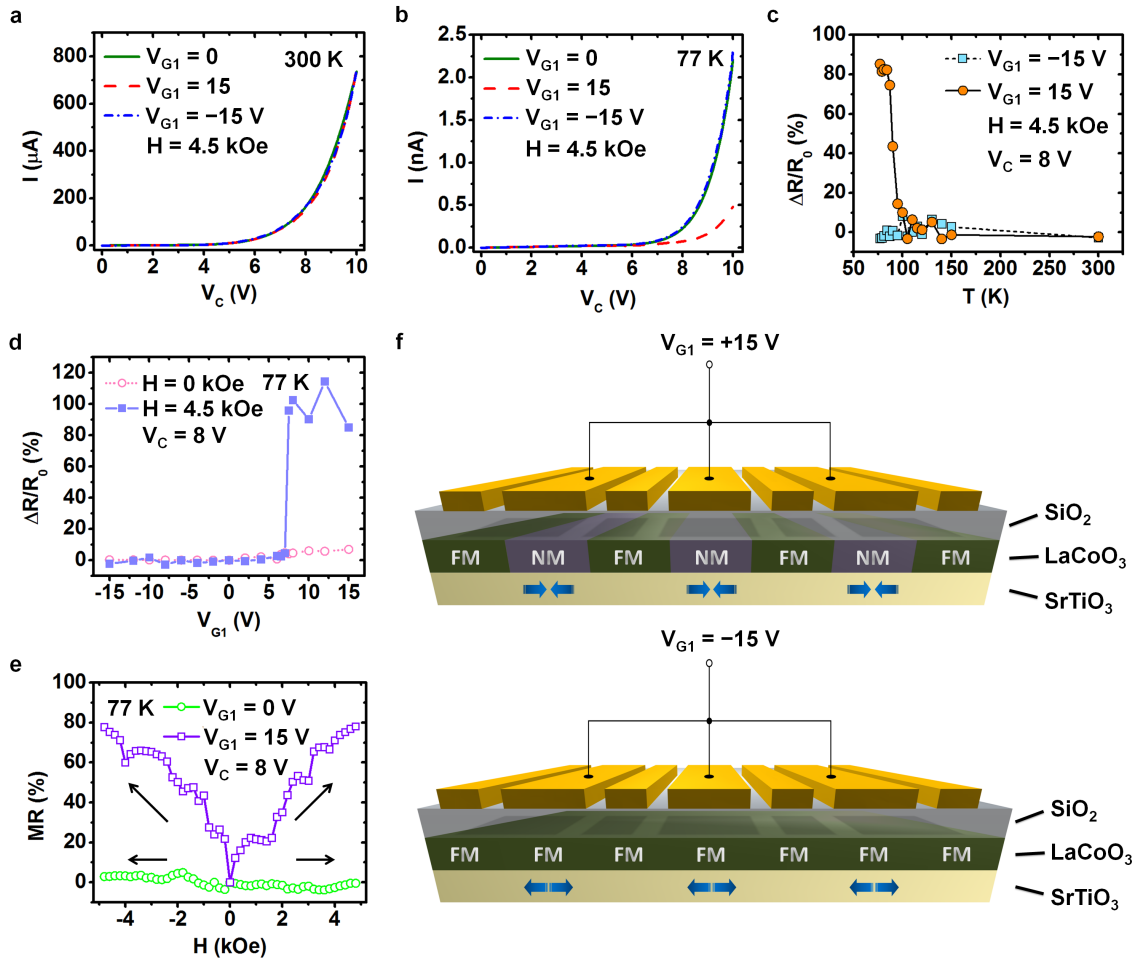 a
800
600
400
200
0
I (μA)
V_G1 = 0
V_G1 = 15
V_G1 = −15 V
H = 4.5 kOe
300 K
0 2 4 6 8 10
V_C (V)
b
2.5
2.0
1.5
1.0
0.5
0.0
I (nA)
V_G1 = 0
V_G1 = 15
V_G1 = −15 V
H = 4.5 kOe
77 K
0 2 4 6 8 10
V_C (V)
c
100
80
60
40
20
0
ΔR/R_0 (%)
V_G1 = −15 V
V_G1 = 15 V
H = 4.5 kOe
V_C = 8 V
50 100 150 200 250 300
T (K)
d
120
100
80
60
40
20
0
ΔR/R_0 (%)
H = 0 kOe
H = 4.5 kOe
V_C = 8 V
77 K
-15 -10 -5 0 5 10 15
V_G1 (V)
e
100
80
60
40
20
0
MR (%)
77 K
V_G1 = 0 V
V_G1 = 15 V
V_C = 8 V
-4 -2 0 2 4
H (kOe)
f
V_G1 = +15 V
SiO2
FM NM FM NM FM NM FM
LaCoO3
SrTiO3
V_G1 = −15 V
SiO2
FM FM FM FM FM FM FM
LaCoO3
SrTiO3